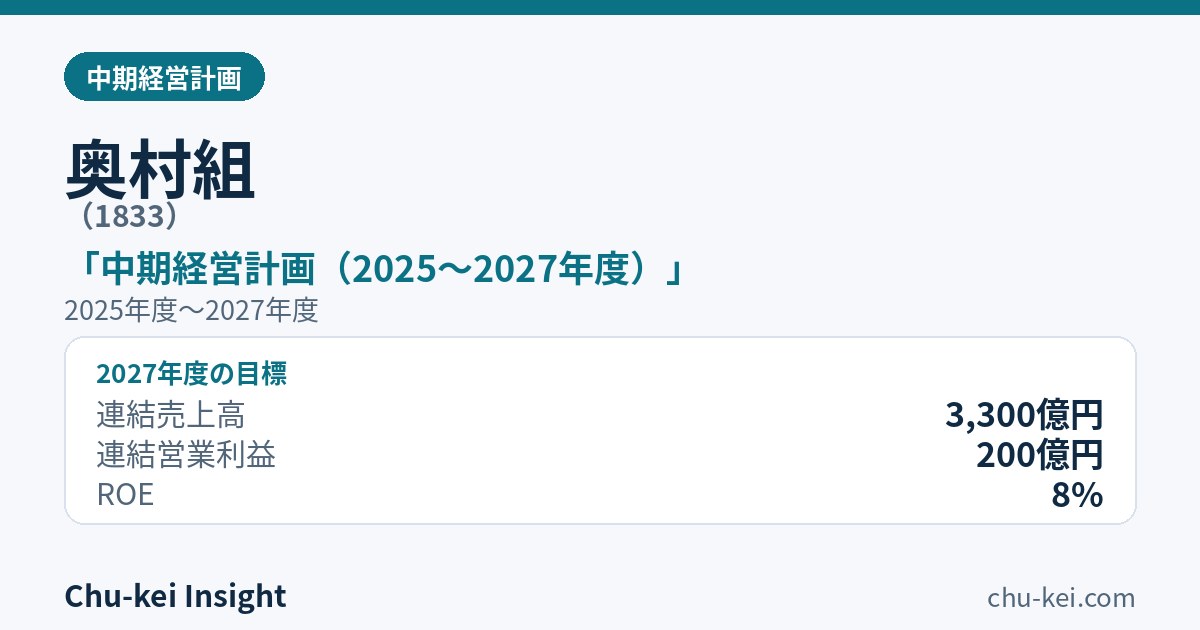 中期経営計画
奥村組
（1833）
「中期経営計画（2025〜2027年度）」
2025年度〜2027年度
2027年度の目標
連結売上高 3,300億円
連結営業利益 200億円
ROE 8%
Chu-kei Insight chu-kei.com